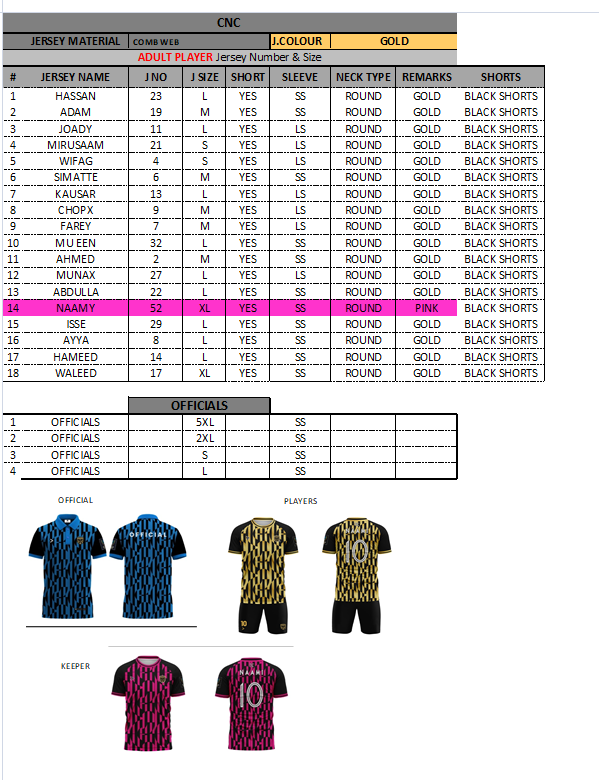 CNC
JERSEY MATERIAL COMB WEB J.COLOUR GOLD
ADULT PLAYER Jersey Number & Size
# JERSEY NAME J NO J SIZE SHORT SLEEVE NECK TYPE REMARKS SHORTS
1 HASSAN 23 L YES SS ROUND GOLD BLACK SHORTS
2 ADAM 19 M YES SS ROUND GOLD BLACK SHORTS
3 JOADY 11 L YES LS ROUND GOLD BLACK SHORTS
4 MIRUSAAM 21 S YES LS ROUND GOLD BLACK SHORTS
5 WIFAG 4 S YES LS ROUND GOLD BLACK SHORTS
6 SIMATTE 6 M YES SS ROUND GOLD BLACK SHORTS
7 KAUSAR 13 L YES LS ROUND GOLD BLACK SHORTS
8 CHOPX 9 M YES LS ROUND GOLD BLACK SHORTS
9 FAREY 7 M YES LS ROUND GOLD BLACK SHORTS
10 MUEEN 32 L YES SS ROUND GOLD BLACK SHORTS
11 AHMED 2 M YES SS ROUND GOLD BLACK SHORTS
12 MUNAX 27 L YES LS ROUND GOLD BLACK SHORTS
13 ABDULLA 22 L YES SS ROUND GOLD BLACK SHORTS
14 NAAMY 52 XL YES SS ROUND PINK BLACK SHORTS
15 ISSE 29 L YES SS ROUND GOLD BLACK SHORTS
16 AYYA 8 L YES SS ROUND GOLD BLACK SHORTS
17 HAMEED 14 L YES SS ROUND GOLD BLACK SHORTS
18 WALEED 17 XL YES SS ROUND GOLD BLACK SHORTS
OFFICIALS
1 OFFICIALS 5XL SS
2 OFFICIALS 2XL SS
3 OFFICIALS S SS
4 OFFICIALS L SS
OFFICIAL PLAYERS
OFFICIAL
10
10
KEEPER
NAAMI
10